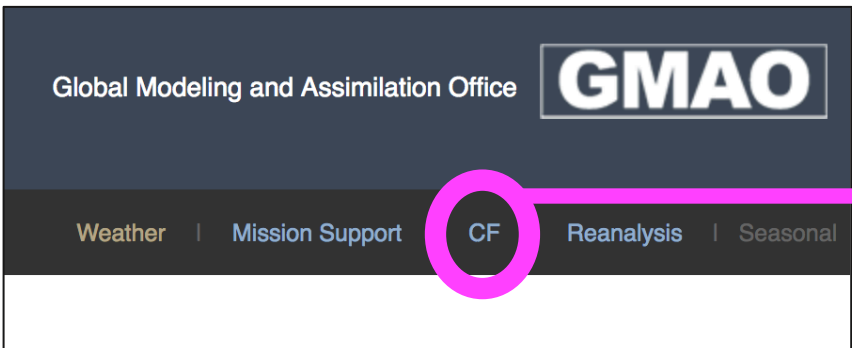 Global Modeling and Assimilation Office GMAO
Weather | Mission Support CF Reanalysis | Seasonal